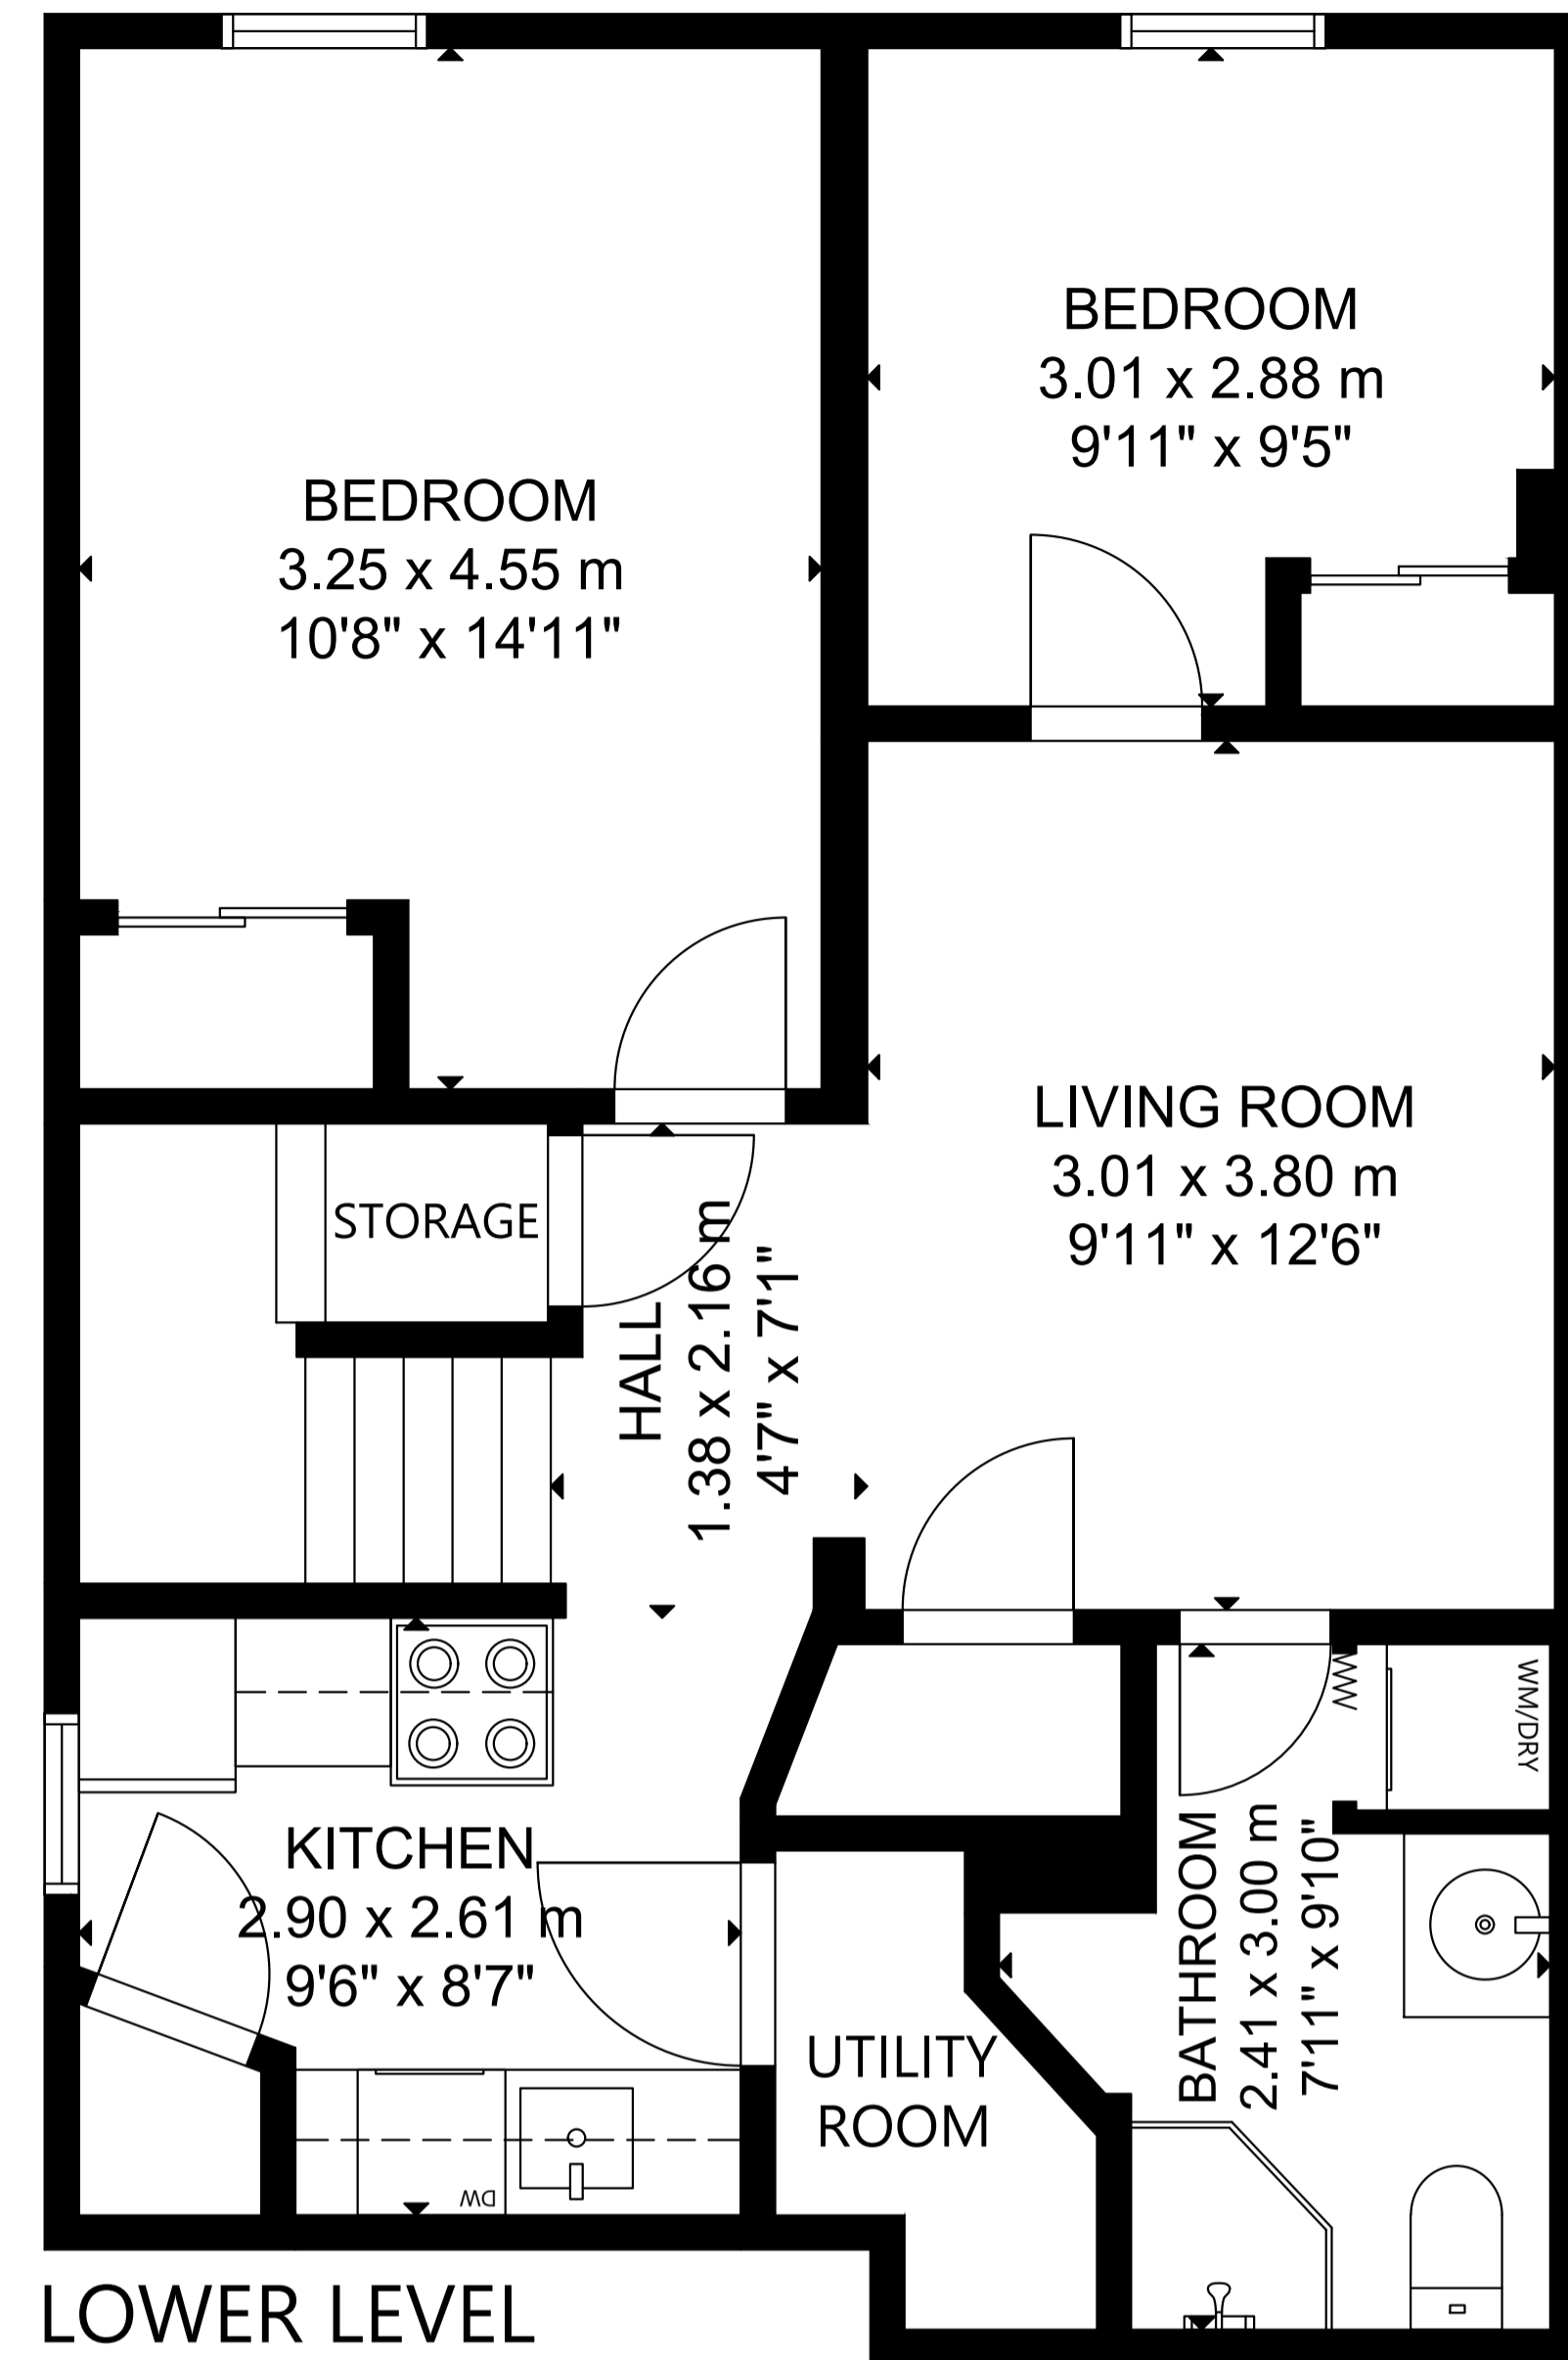 BEDROOM
3.01 x 2.88 m
9'11" x 9'5"
BEDROOM
3.25 x 4.55 m
10'8" x 14'11"
LIVING ROOM
3.01 x 3.80 m
9'11" x 12'6"
STORAGE
HALL
1.38 x 2.16 m
4'7" x 7'1"
WM/DRY
KITCHEN
2.90 x 2.61 m
9'6" x 8'7"
BATHROOM
2.41 x 3.00 m
7'11" x 9'10"
UTILITY
ROOM
DW
LOWER LEVEL